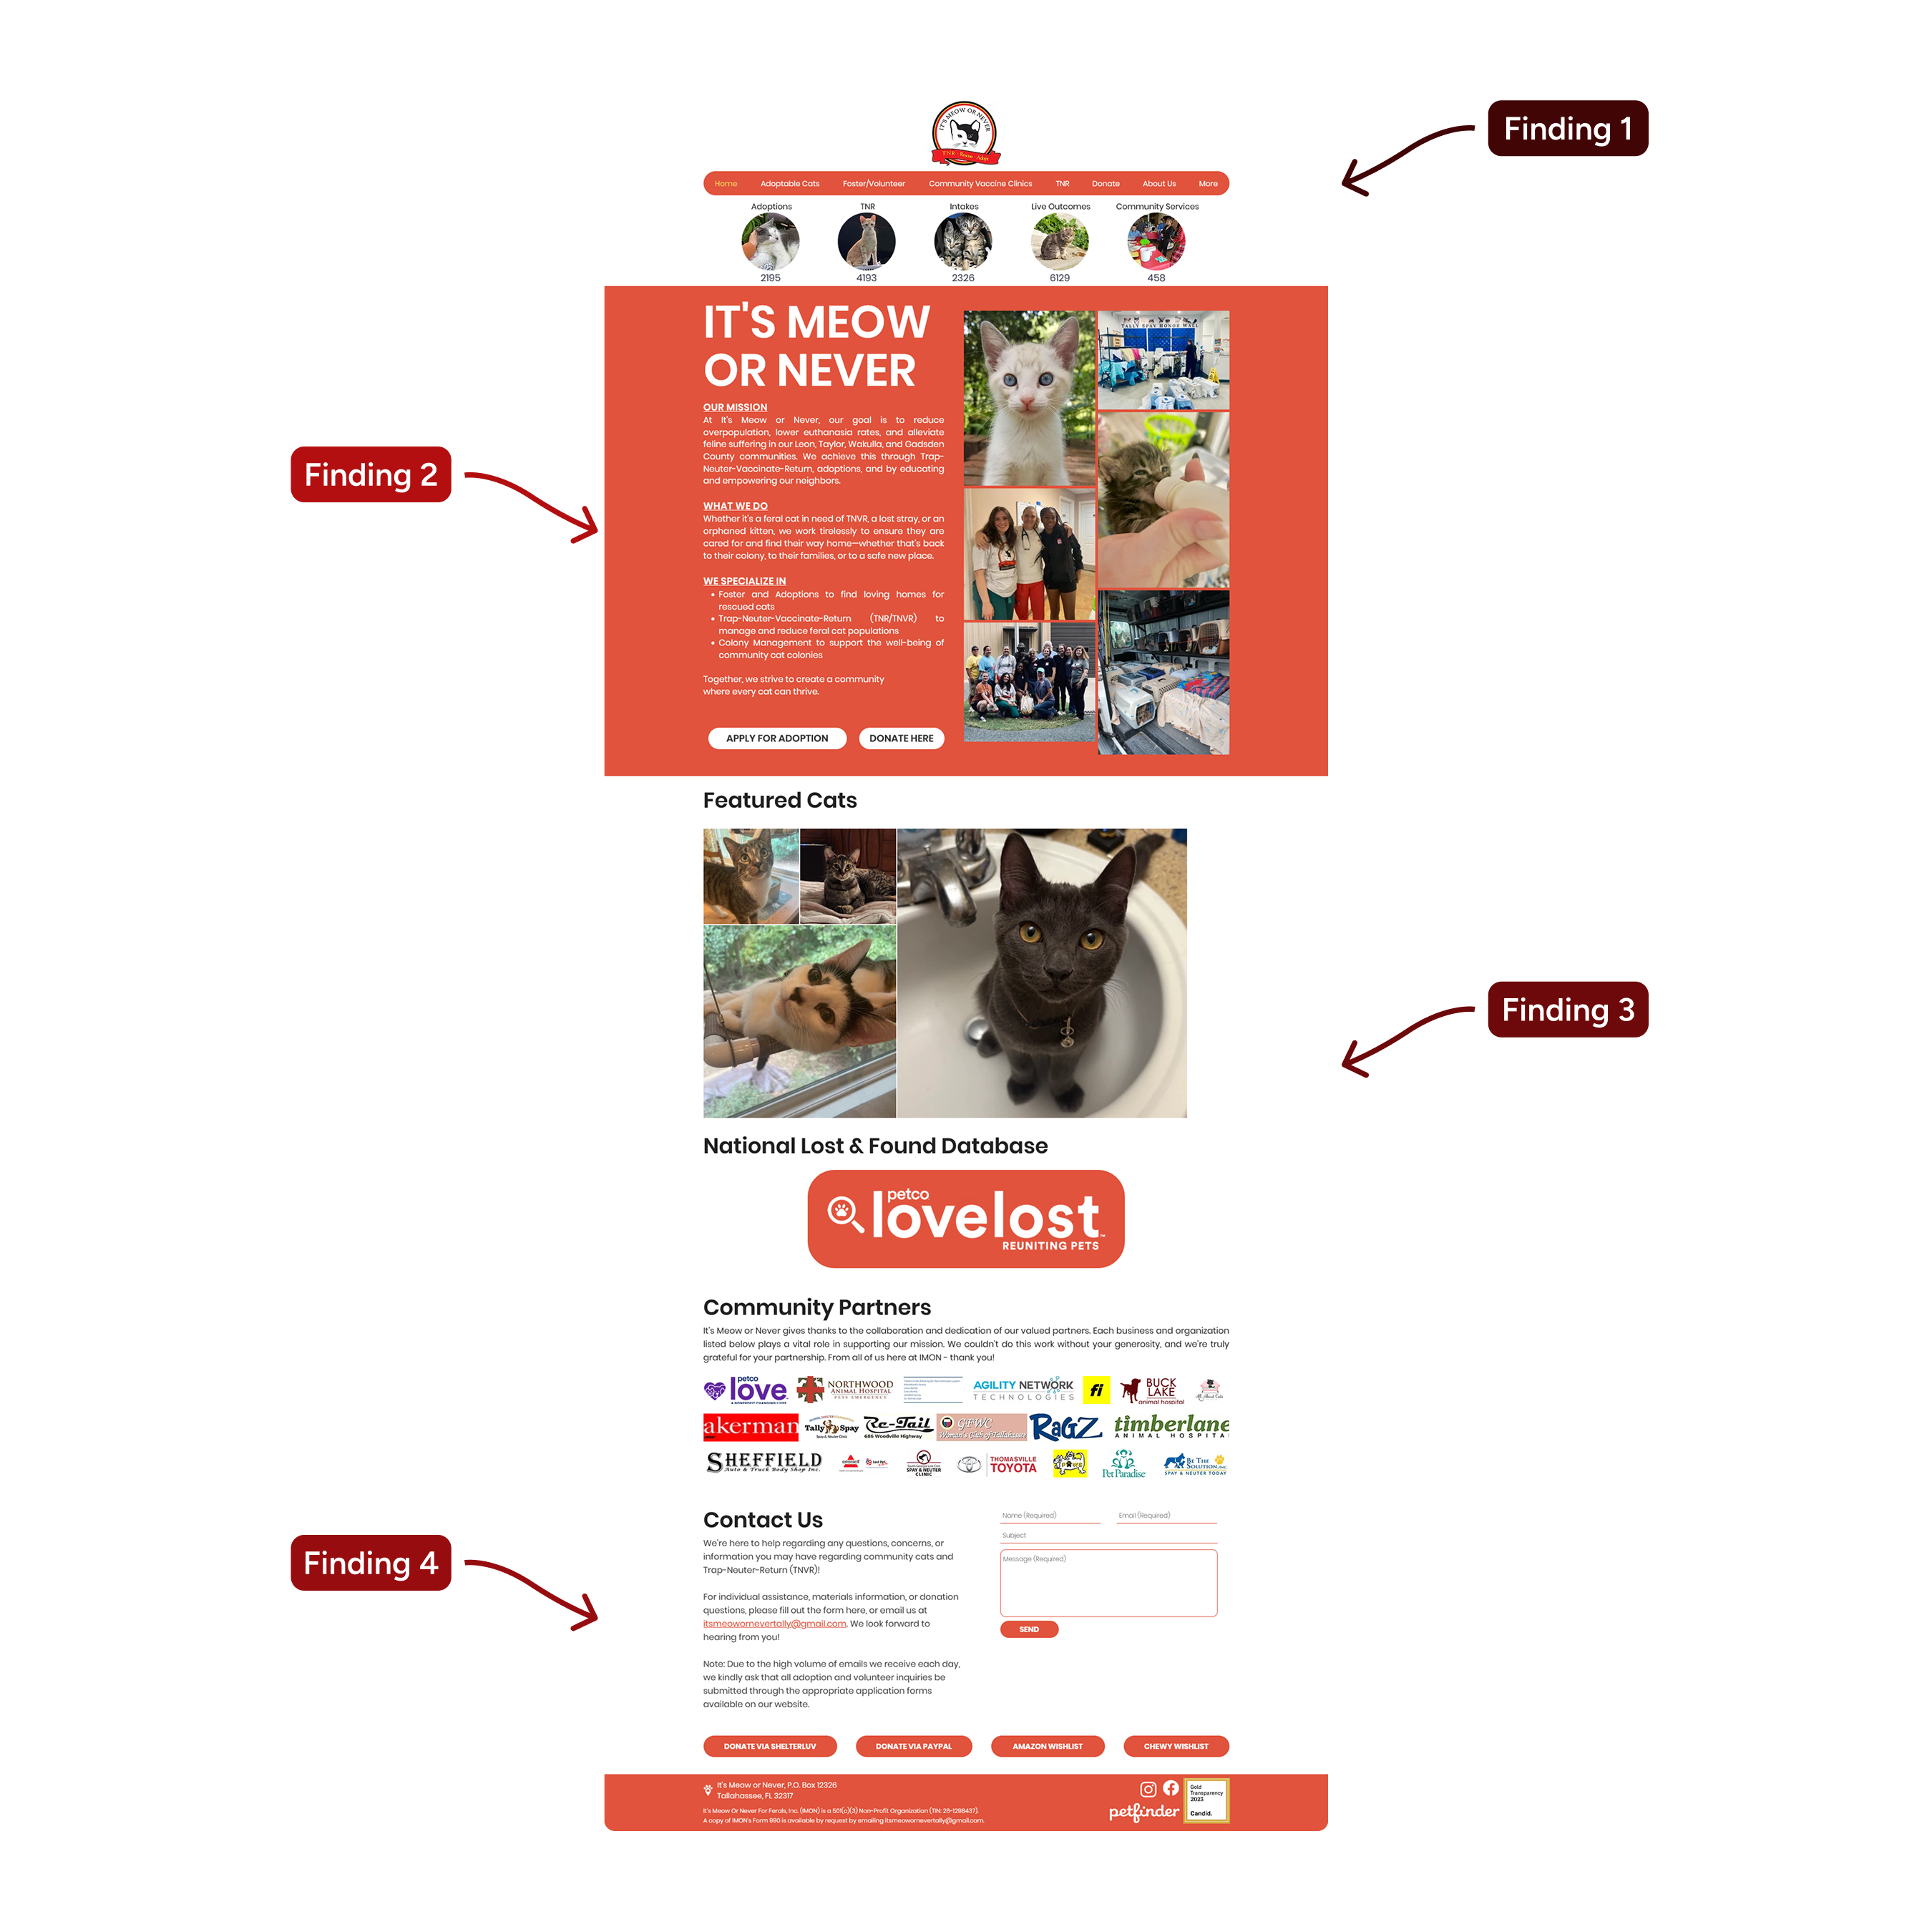 IT'S MEOW OR NEVER
TNR · Rescue · Adopt
Finding 1
Home Adoptable Cats Foster/Volunteer Community Vaccine Clinics TNR Donate About Us More
Adoptions TNR Intakes Live Outcomes Community Services
2195 4193 2326 6129 458
IT'S MEOW
OR NEVER
TALLY SPAY HONOR WALL
OUR MISSION
At It's Meow or Never, our goal is to reduce
overpopulation, lower euthanasia rates, and alleviate
feline suffering in our Leon, Taylor, Wakulla, and Gadsden
County communities. We achieve this through Trap-
Neuter-Vaccinate-Return, adoptions, and by educating
and empowering our neighbors.
Finding 2
WHAT WE DO
Whether it's a feral cat in need of TNVR, a lost stray, or an
orphaned kitten, we work tirelessly to ensure they are
cared for and find their way home—whether that's back
to their colony, to their families, or to a safe new place.
WE SPECIALIZE IN
• Foster and Adoptions to find loving homes for
rescued cats
• Trap-Neuter-Vaccinate-Return (TNR/TNVR) to
manage and reduce feral cat populations
• Colony Management to support the well-being of
community cat colonies
Together, we strive to create a community
where every cat can thrive.
APPLY FOR ADOPTION DONATE HERE
Featured Cats
Finding 3
National Lost & Found Database
petco
lovelost
REUNITING PETS
Community Partners
It's Meow or Never gives thanks to the collaboration and dedication of our valued partners. Each business and organization
listed below plays a vital role in supporting our mission. We couldn't do this work without your generosity, and we're truly
grateful for your partnership. From all of us here at IMON - thank you!
petco
love
A NONPROFIT CHANGING LIVES
NORTHWOOD
ANIMAL HOSPITAL
PETS EMERGENCY
AGILITY NETWORK
TECHNOLOGIES
fi
BUCK
LAKE
animal hospital
All About Cats
akerman
Tally Spay
Spay & Neuter Clinic
Re-Tail
686 Woodville Highway
GFWC
Woman's Club of Tallahassee
RagZ
timberlane
ANIMAL HOSPITA
SHEFFIELD
Auto & Truck Body Shop Inc.
SPAY & NEUTER
CLINIC
THOMASVILLE
TOYOTA
Pet Paradise
BE THE
SOLUTION
SPAY & NEUTER TODAY
Contact Us
We're here to help regarding any questions, concerns, or
information you may have regarding community cats and
Trap-Neuter-Return (TNVR)!
For individual assistance, materials information, or donation
questions, please fill out the form here, or email us at
itsmeowornevertally@gmail.com. We look forward to
hearing from you!
Note: Due to the high volume of emails we receive each day,
we kindly ask that all adoption and volunteer inquiries be
submitted through the appropriate application forms
available on our website.
Name (Required) Email (Required)
Subject
Message (Required)
SEND
Finding 4
DONATE VIA SHELTERLUV DONATE VIA PAYPAL AMAZON WISHLIST CHEWY WISHLIST
It's Meow or Never, P.O. Box 12326
Tallahassee, FL 32317
It's Meow Or Never For Ferals, Inc. (IMON) is a 501(c)(3) Non-Profit Organization (TIN: 26-1298437).
A copy of IMON's Form 990 is available by request by emailing itsmeowornevertally@gmail.com.
petfinder
Gold
Transparency
2023
Candid.